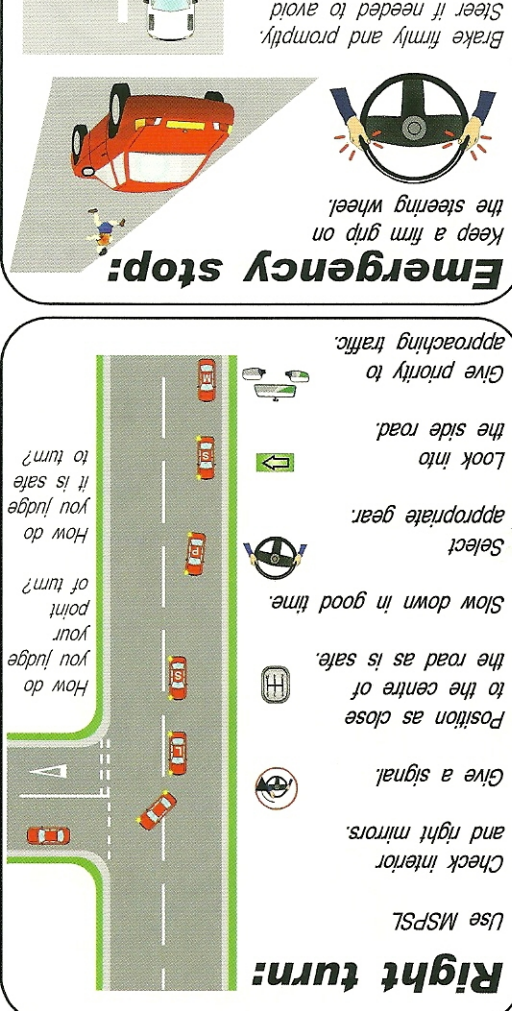 Right turn:
Use MSPSL
Check interior
and right mirrors.
Give a signal.
Position as close
to the centre of
the road as is safe.
Slow down in good time.
Select
appropriate gear.
Look into
the side road.
Give priority to
approaching traffic.
L
S
P
S
M
How do
you judge
your
point
of turn?
How do
you judge
it is safe
to turn?
Emergency stop:
Keep a firm grip on
the steering wheel.
Brake firmly and promptly.
Steer if needed to avoid